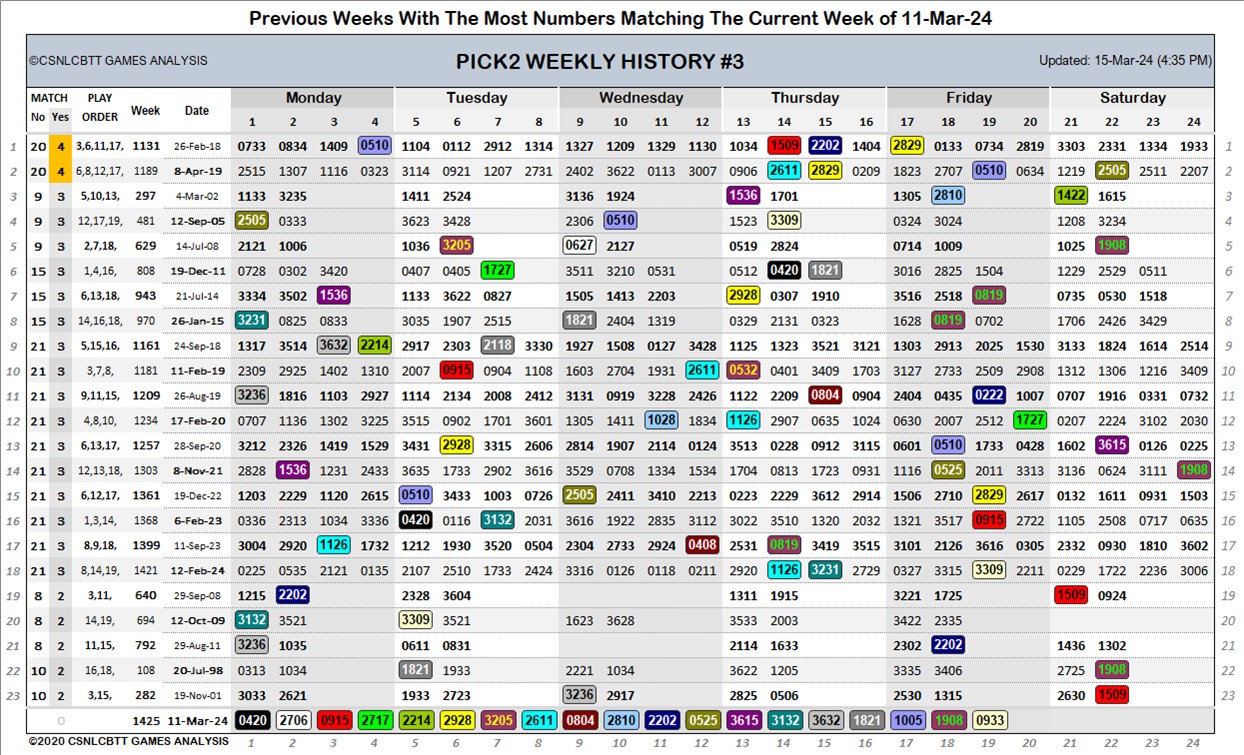 Previous Weeks With The Most Numbers Matching The Current Week of 11-Mar-24
©CSNLCBTT GAMES ANALYSIS PICK2 WEEKLY HISTORY #3 Updated: 15-Mar-24 (4:35 PM)
MATCH PLAY Week Date Monday Tuesday Wednesday Thursday Friday Saturday
No Yes ORDER 1 2 3 4 5 6 7 8 9 10 11 12 13 14 15 16 17 18 19 20 21 22 23 24
1 20 4 3,6,11,17, 1131 26-Feb-18 0733 0834 1409 0510 1104 0112 2912 1314 1327 1209 1329 1130 1034 1509 2202 1404 2829 0133 0734 2819 3303 2331 1334 1933 1
2 20 4 6,8,12,17, 1189 8-Apr-19 2515 1307 1116 0323 3114 0921 1207 2731 2402 3622 0113 3007 0906 2611 2829 0209 1823 2707 0510 0634 1219 2505 2511 2207 2
3 9 3 5,10,13, 297 4-Mar-02 1133 3235 1411 2524 3136 1924 1536 1701 1305 2810 1422 1615 3
4 9 3 12,17,19, 481 12-Sep-05 2505 0333 3623 3428 2306 0510 1523 3309 0324 3024 1208 3234 4
5 9 3 2,7,18, 629 14-Jul-08 2121 1006 1036 3205 0627 2127 0519 2824 0714 1009 1025 1908 5
6 15 3 1,4,16, 808 19-Dec-11 0728 0302 3420 0407 0405 1727 3511 3210 0531 0512 0420 1821 3016 2825 1504 1229 2529 0511 6
7 15 3 6,13,18, 943 21-Jul-14 3334 3502 1536 1133 3622 0827 1505 1413 2203 2928 0307 1910 3516 2518 0819 0735 0530 1518 7
8 15 3 14,16,18, 970 26-Jan-15 3231 0825 0833 3035 1907 2515 1821 2404 1319 0329 2131 0323 1628 0819 0702 1706 2426 3429 8
9 21 3 5,15,16, 1161 24-Sep-18 1317 3514 3632 2214 2917 2303 2118 3330 1927 1508 0127 3428 1125 1323 3521 3121 1303 2913 2025 1530 3133 1824 1614 2514 9
10 21 3 3,7,8, 1181 11-Feb-19 2309 2925 1402 1310 2007 0915 0904 1108 1603 2704 1931 2611 0532 0401 3409 1703 3127 2733 2509 2908 1312 1306 1216 3409 10
11 21 3 9,11,15, 1209 26-Aug-19 3236 1816 1103 2927 1114 2134 2008 2412 3131 0919 3228 2426 1122 2209 0804 0904 2404 0435 0222 1007 0707 1916 0331 0732 11
12 21 3 4,8,10, 1234 17-Feb-20 0707 1136 1303 3225 3515 0902 1701 3601 1305 1411 1028 1834 1126 2907 0635 1024 0630 2007 2512 1727 0207 2224 3102 2030 12
13 21 3 6,13,17, 1257 28-Sep-20 3212 2326 1419 1529 3431 2928 3315 2606 2814 1907 2114 0124 3513 0228 0912 3115 0601 0510 1733 0428 1602 3615 0126 0225 13
14 21 3 12,13,18, 1303 8-Nov-21 2828 1536 1231 2433 3635 1733 2902 3616 3529 0708 1334 1534 1704 0813 1723 0931 1116 0525 2011 3313 3136 0624 3111 1908 14
15 21 3 6,12,17, 1361 19-Dec-22 1203 2229 1120 2615 0510 3433 1003 0726 2505 2411 3410 2213 0223 2229 3612 2914 1506 2710 2829 2617 0132 1611 0931 1503 15
16 21 3 1,3,14, 1368 6-Feb-23 0336 2612 1034 3336 0420 0116 3132 2031 3616 1922 2835 3112 3022 3510 1320 2032 1321 3517 0915 2722 1105 2508 0717 0635 16
17 21 3 8,9,18, 1399 11-Sep-23 3004 2920 1126 1732 1212 1930 3520 0504 2304 2733 2924 0408 2531 0819 3419 3515 3101 2126 3616 0305 2332 0930 1810 3602 17
18 21 3 8,14,19, 1421 12-Feb-24 0225 0535 2121 0135 2107 2510 1733 2424 3316 0126 0118 0211 2920 1126 3231 2729 0327 3315 3309 2211 0229 1722 2236 3006 18
19 8 2 3,11, 640 29-Sep-08 1215 2202 2328 3604 1311 1915 3221 1725 1509 0924 19
20 8 2 14,19, 694 12-Oct-09 3132 3521 3309 3521 1623 3628 3533 2003 3422 2335 20
21 8 2 11,15, 792 29-Aug-11 3236 1035 0611 0831 2114 1633 2302 2202 1436 1302 21
22 10 2 16,18, 108 20-Jul-98 0313 1034 1821 1933 2221 1034 3622 1205 3335 3406 2725 1908 22
23 10 2 3,15, 282 19-Nov-01 3033 2621 1933 2723 3236 2917 2825 0506 2530 1315 2630 1509 23
0 1425 11-Mar-24 0420 2706 0915 2717 2214 2928 3205 2611 0804 2810 2202 0525 3615 3132 3632 1821 1005 1908 0933
©2020 CSNLCBTT GAMES ANALYSIS 1 2 3 4 5 6 7 8 9 10 11 12 13 14 15 16 17 18 19 20 21 22 23 24